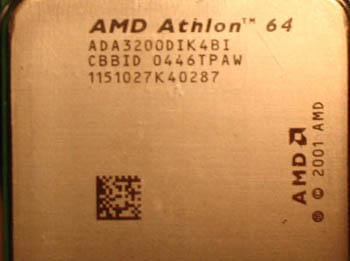 AMD Athlon™ 64
ADA3200DIK4BI
CBBID 0446TPAW
1151027K40287
AMD
® © 2001 AMD